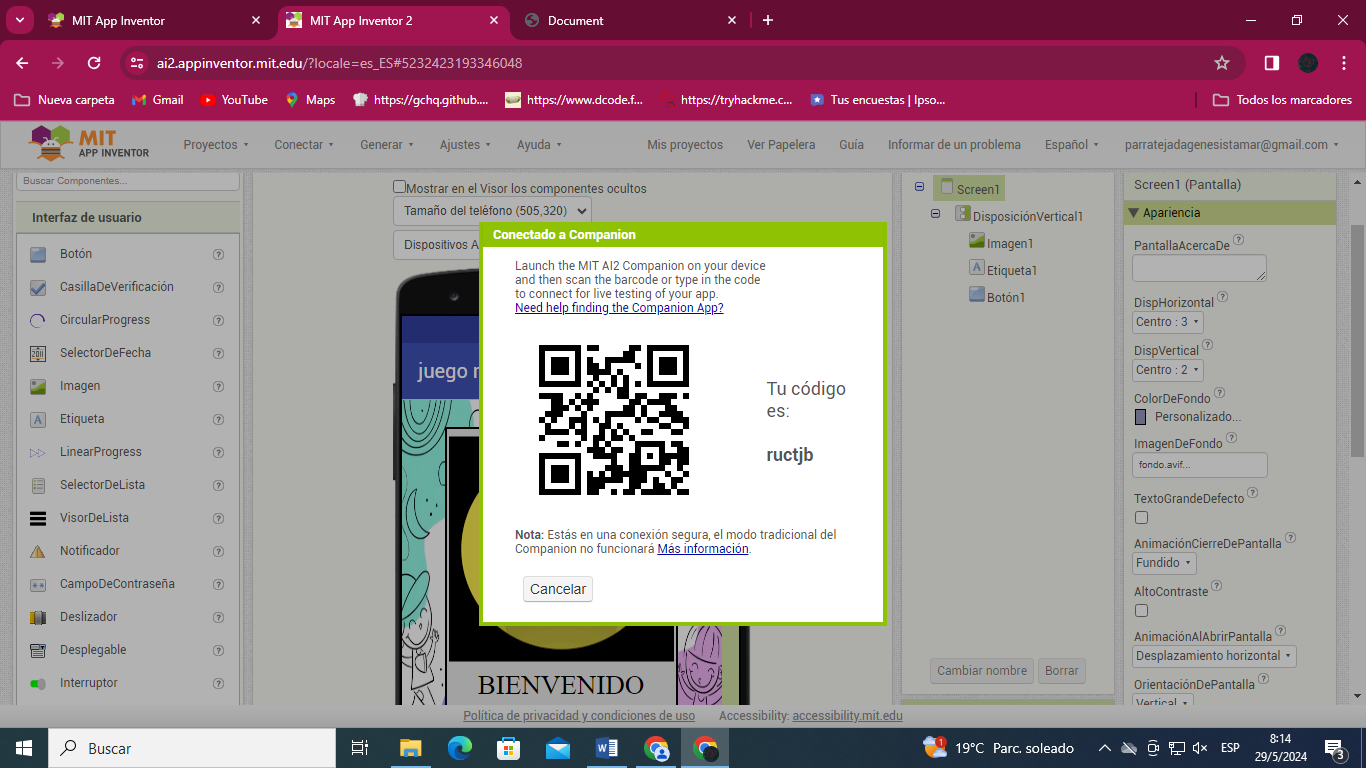 MIT App Inventor
MIT App Inventor 2
Document
ai2.appinventor.mit.edu/?locale=es_ES#5232423193346048
Nueva carpeta
Gmail
YouTube
Maps
https://gchq.github....
https://www.dcode.f...
https://tryhackme.c...
Tus encuestas | Ipso...
Todos los marcadores
MIT
APP INVENTOR
Proyectos
Conectar
Generar
Ajustes
Ayuda
Mis proyectos
Ver Papelera
Guía
Informar de un problema
Español
parratejadagenesistamar@gmail.com
Buscar Componentes...
Interfaz de usuario
Botón
CasillaDeVerificación
CircularProgress
SelectorDeFecha
Imagen
Etiqueta
LinearProgress
SelectorDeLista
VisorDeLista
Notificador
CampoDeContraseña
Deslizador
Desplegable
Interruptor
Mostrar en el Visor los componentes ocultos
Tamaño del teléfono (505,320)
Dispositivos A
juego r
BIENVENIDO
Conectado a Companion
Launch the MIT AI2 Companion on your device
and then scan the barcode or type in the code
to connect for live testing of your app.
Need help finding the Companion App?
Tu código
es:
ructjb
Nota: Estás en una conexión segura, el modo tradicional del
Companion no funcionará Más información.
Cancelar
Screen1
DisposiciónVertical1
Imagen1
Etiqueta1
Botón1
Cambiar nombre
Borrar
Screen1 (Pantalla)
Apariencia
PantallaAcercaDe
DispHorizontal
Centro : 3
DispVertical
Centro : 2
ColorDeFondo
Personalizado...
ImagenDeFondo
fondo.avif...
TextoGrandeDefecto
AnimaciónCierreDePantalla
Fundido
AltoContraste
AnimaciónAlAbrirPantalla
Desplazamiento horizontal
OrientaciónDePantalla
Vertical
Política de privacidad y condiciones de uso
Accessibility: accessibility.mit.edu
Buscar
1
19°C Parc. soleado
ESP
8:14
29/5/2024
3